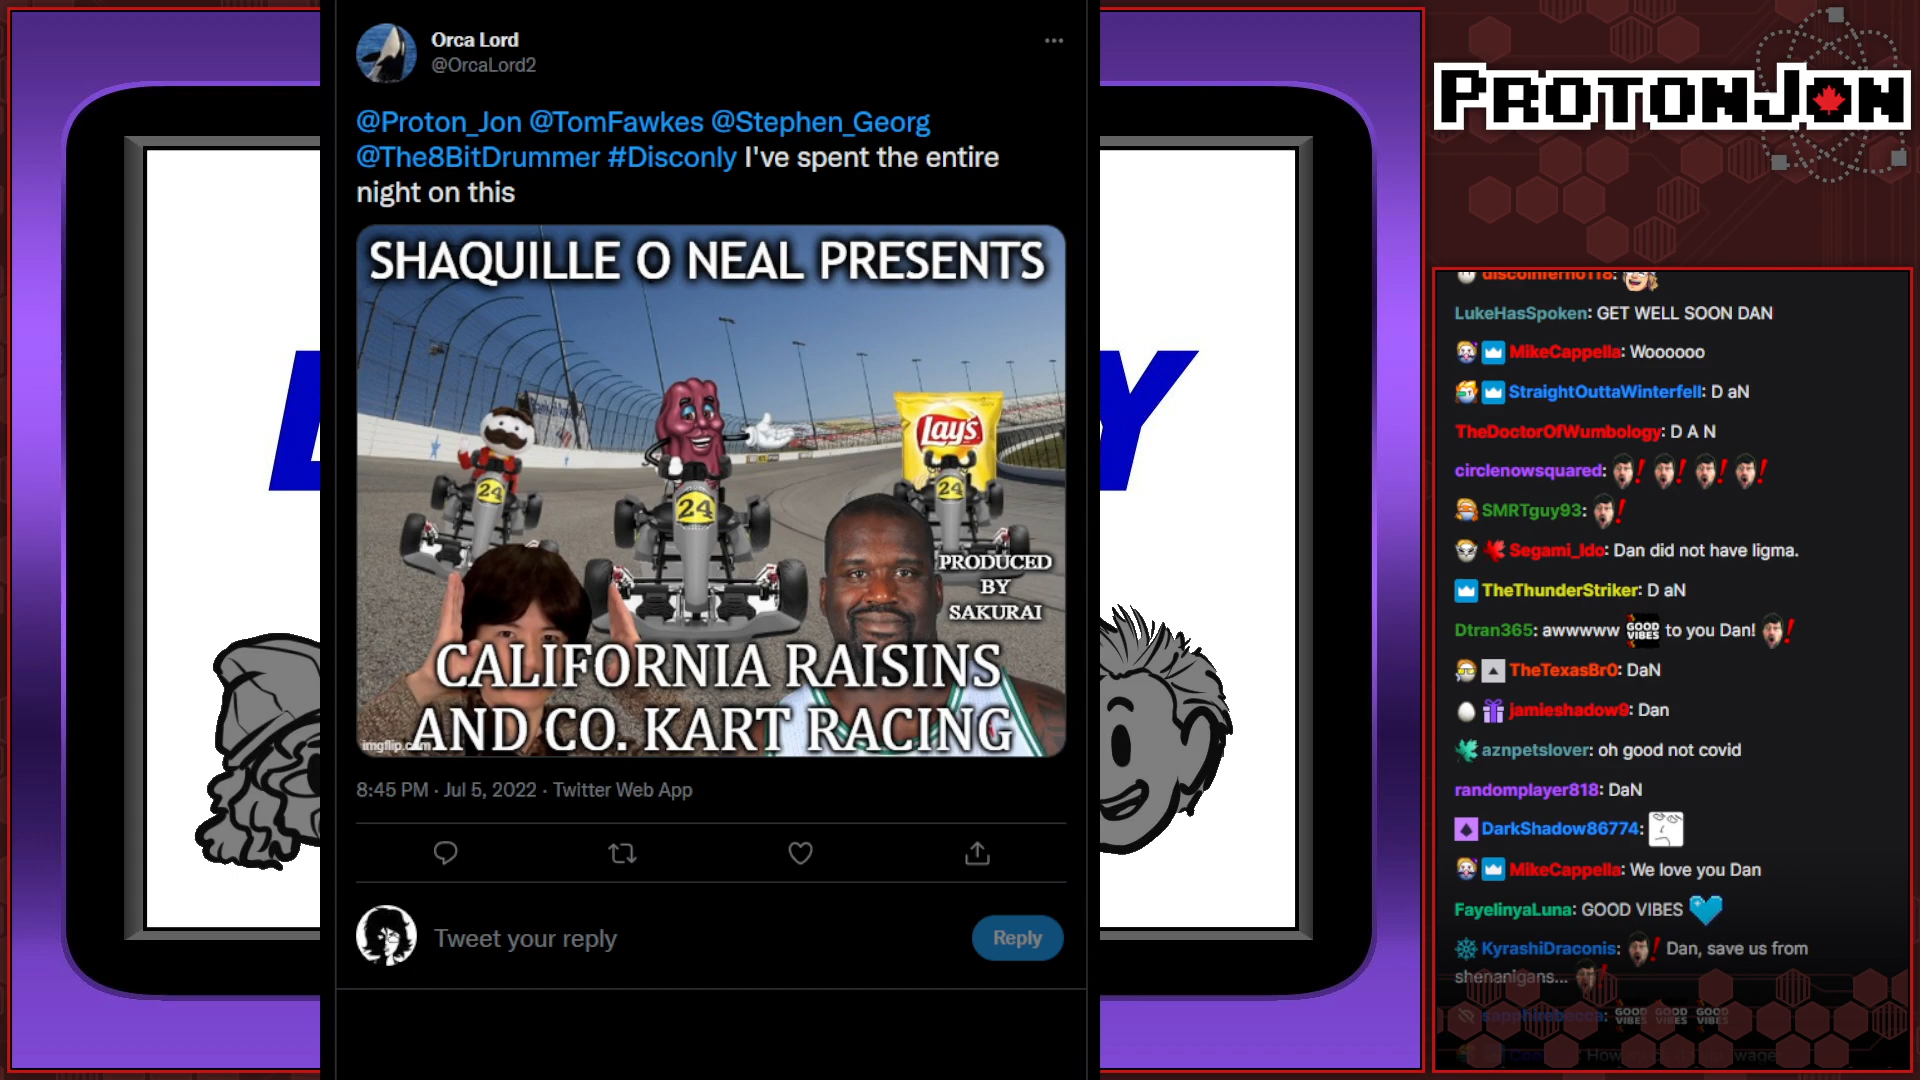 Orca Lord
@OrcaLord2
@Proton_Jon @TomFawkes @Stephen_Georg
@The8BitDrummer #Disconly I've spent the entire
night on this
SHAQUILLE O NEAL PRESENTS
Lay's
24
24
24
PRODUCED
BY
SAKURAI
CALIFORNIA RAISINS
AND CO. KART RACING
imgflip.com
8:45 PM · Jul 5, 2022 · Twitter Web App
Tweet your reply
Reply
Y
PROTONJON
discoinferno118:
LukeHasSpoken: GET WELL SOON DAN
MikeCappella: Woooooo
StraightOuttaWinterfell: D aN
TheDoctorOfWumbology: D A N
circlenowsquared:
SMRTguy93:
Segami_Ido: Dan did not have ligma.
TheThunderStriker: D aN
Dtran365: awwwww GOOD VIBES to you Dan!
TheTexasBr0: DaN
jamieshadow9: Dan
aznpetslover: oh good not covid
randomplayer818: DaN
DarkShadow86774:
MikeCappella: We love you Dan
FayelinyaLuna: GOOD VIBES
KyrashiDraconis: Dan, save us from
shenanigans...
sapphirebecca: GOOD VIBES GOOD VIBES GOOD VIBES